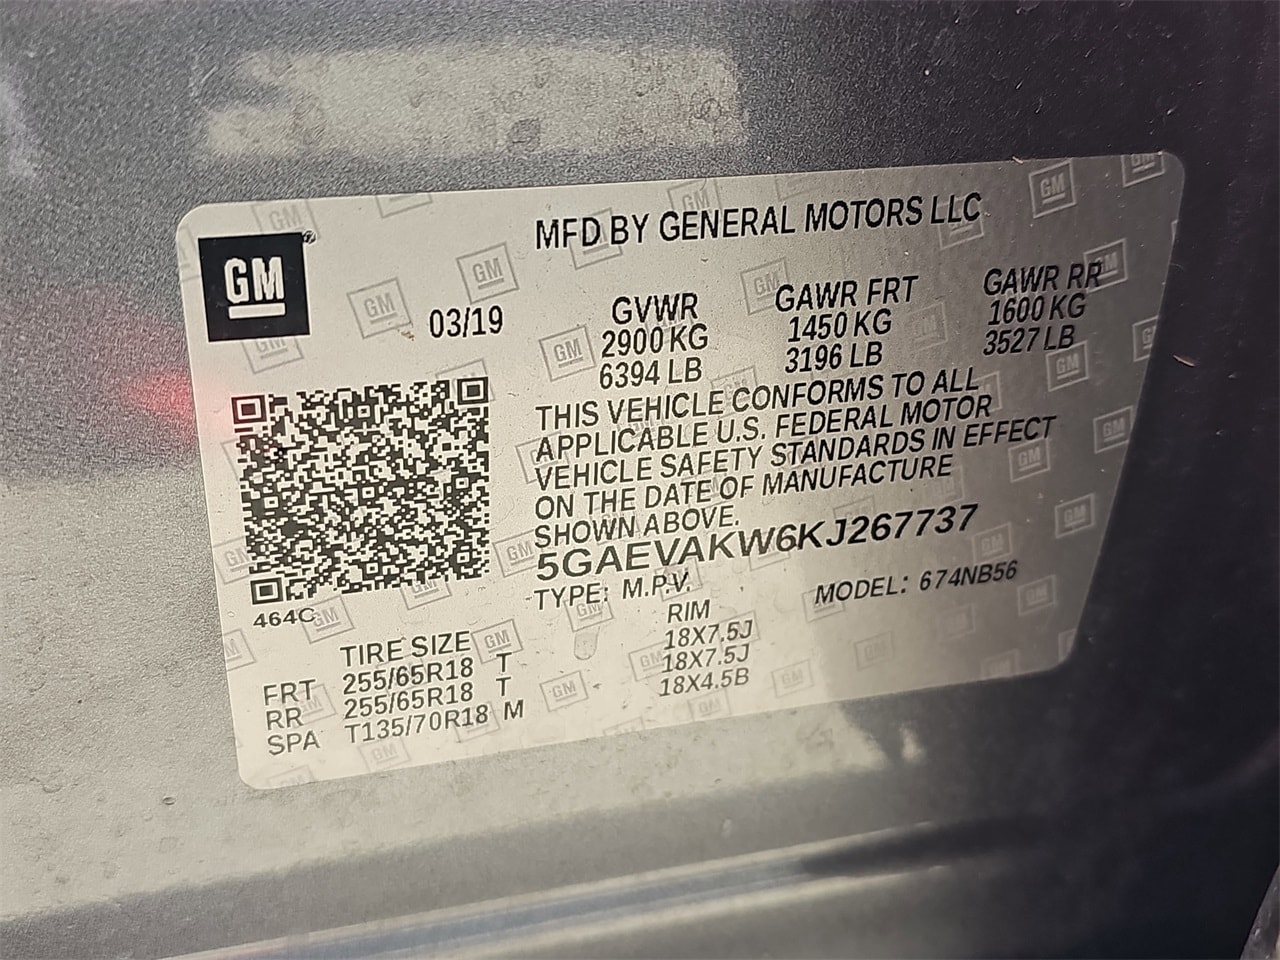 MFD BY GENERAL MOTORS LLC
GM
03/19
GVWR GAWR FRT GAWR RR
2900 KG 1450 KG 1600 KG
6394 LB 3196 LB 3527 LB
THIS VEHICLE CONFORMS TO ALL
APPLICABLE U.S. FEDERAL MOTOR
VEHICLE SAFETY STANDARDS IN EFFECT
ON THE DATE OF MANUFACTURE
SHOWN ABOVE.
5GAEVAKW6KJ267737
TYPE: M.P.V. MODEL: 674NB56
464C
TIRE SIZE RIM
FRT 255/65R18 T 18X7.5J
RR 255/65R18 T 18X7.5J
SPA T135/70R18 M 18X4.5B